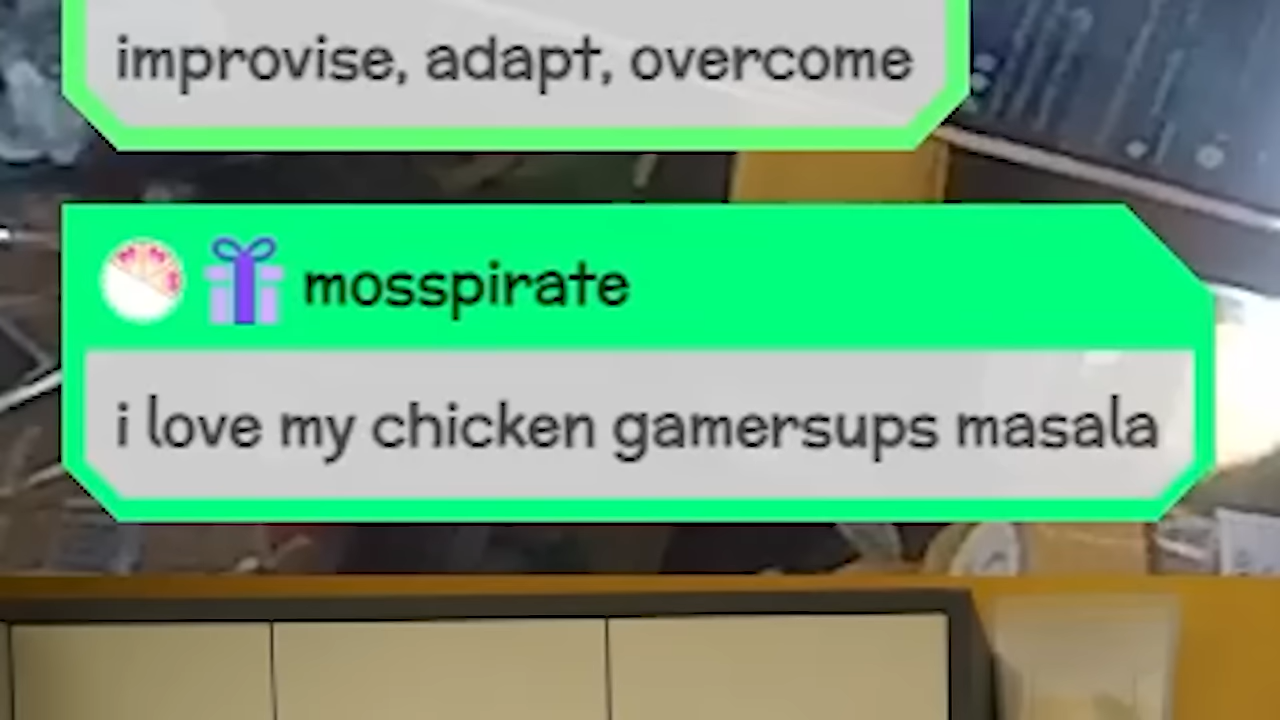 improvise, adapt, overcome
mosspirate
i love my chicken gamersups masala